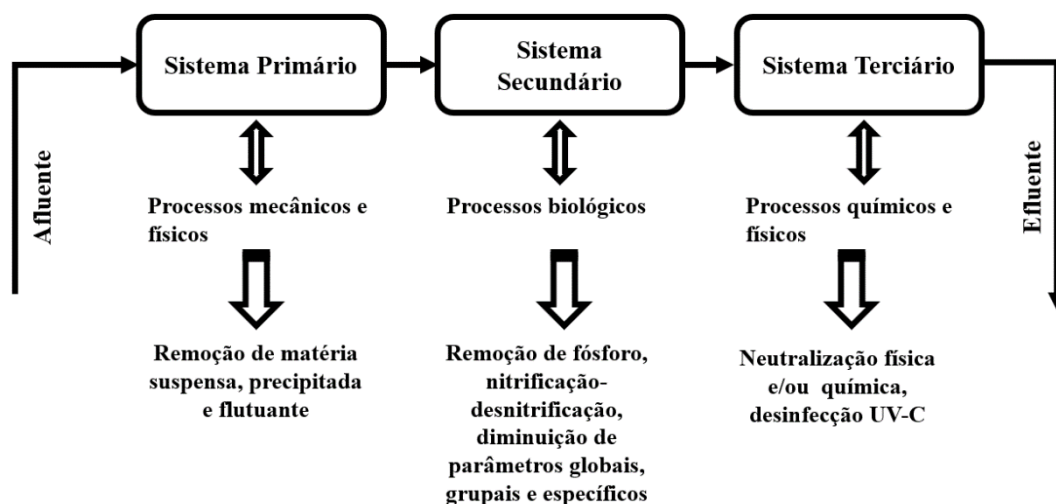 Sistema Primário
Sistema
Secundário
Sistema Terciário
Afluente
Efluente
Processos mecânicos e
físicos
Processos biológicos
Processos químicos e
físicos
Remoção de matéria
suspensa, precipitada
e flutuante
Remoção de fósforo,
nitrificação-
desnitrificação,
diminuição de
parâmetros globais,
grupais e específicos
Neutralização física
e/ou química,
desinfecção UV-C